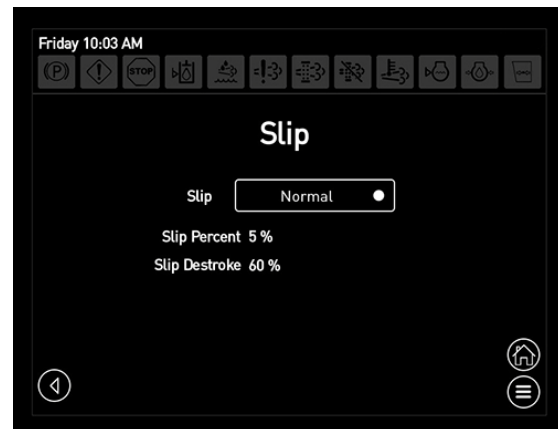 Friday 10:03 AM
(P) STOP
Slip
Slip Normal
Slip Percent 5 %
Slip Destroke 60 %